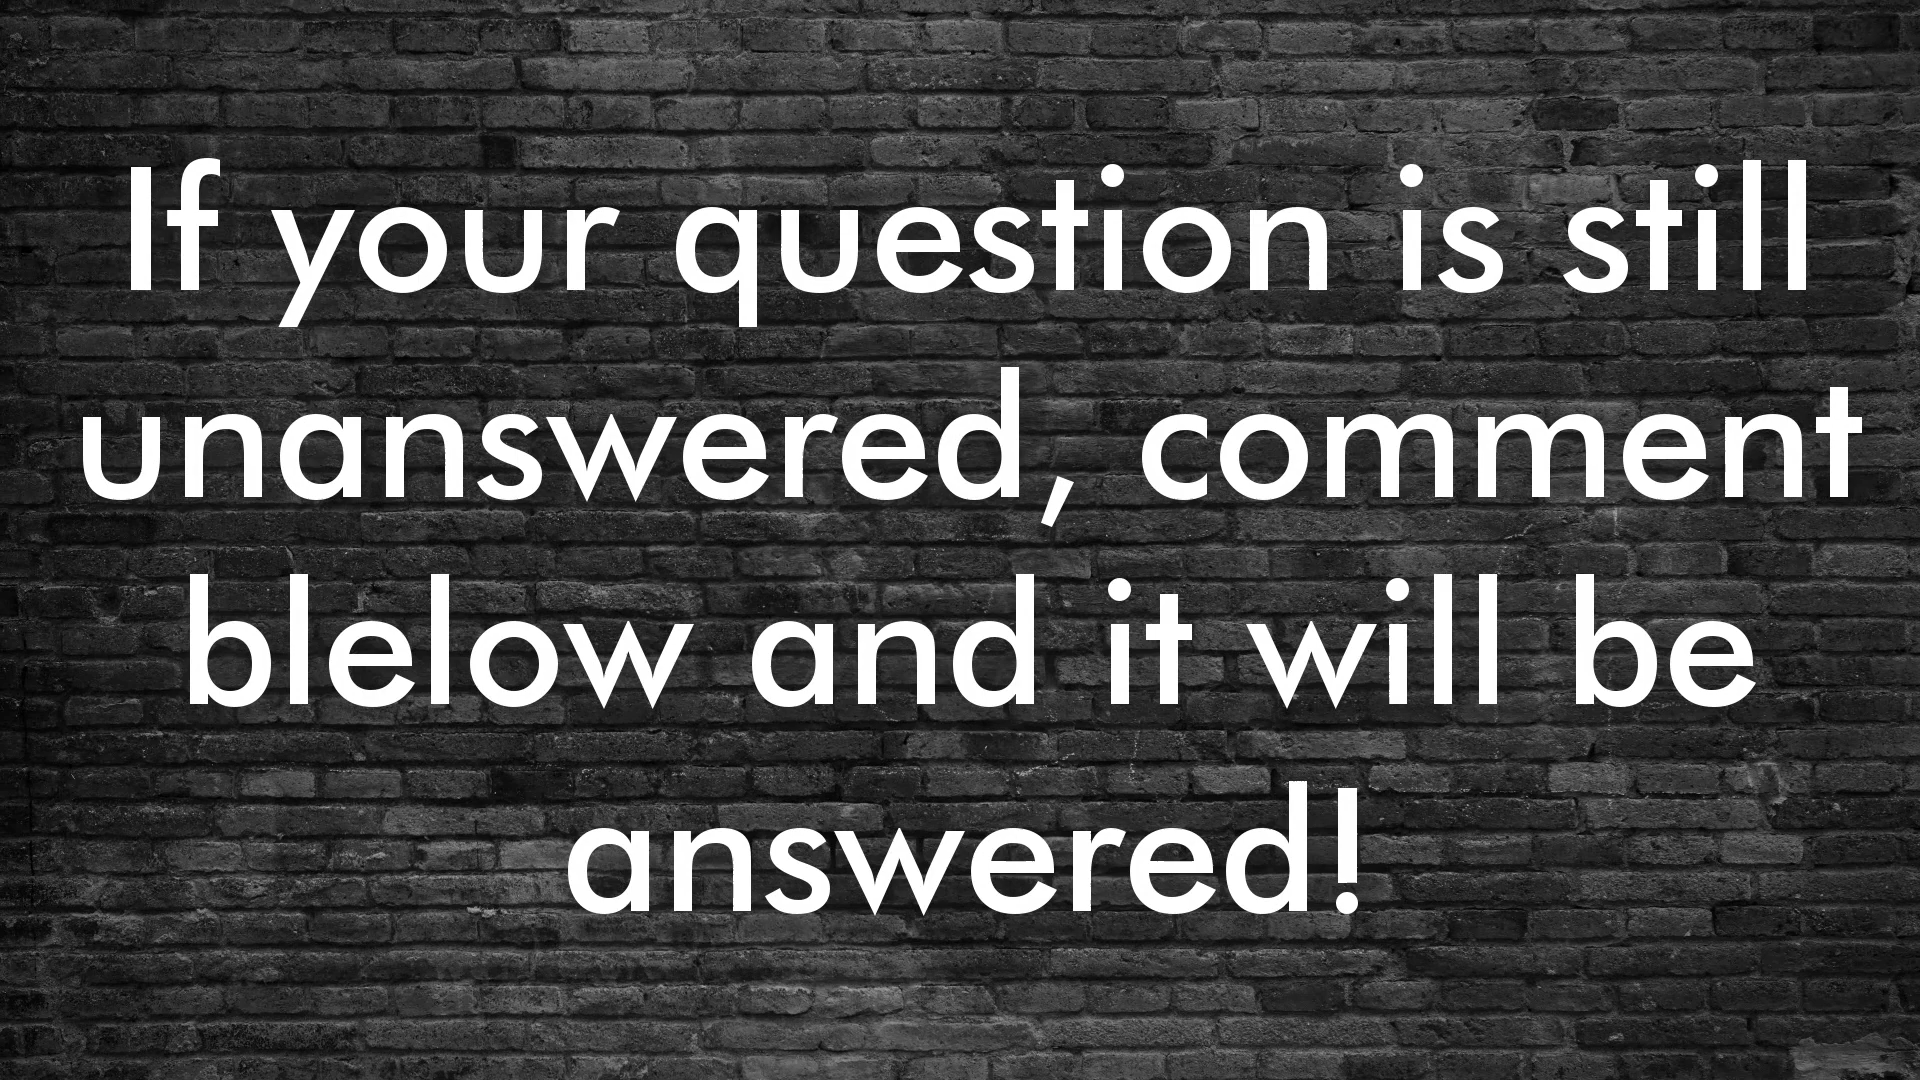 If your question is still
unanswered, comment
blelow and it will be
answered!